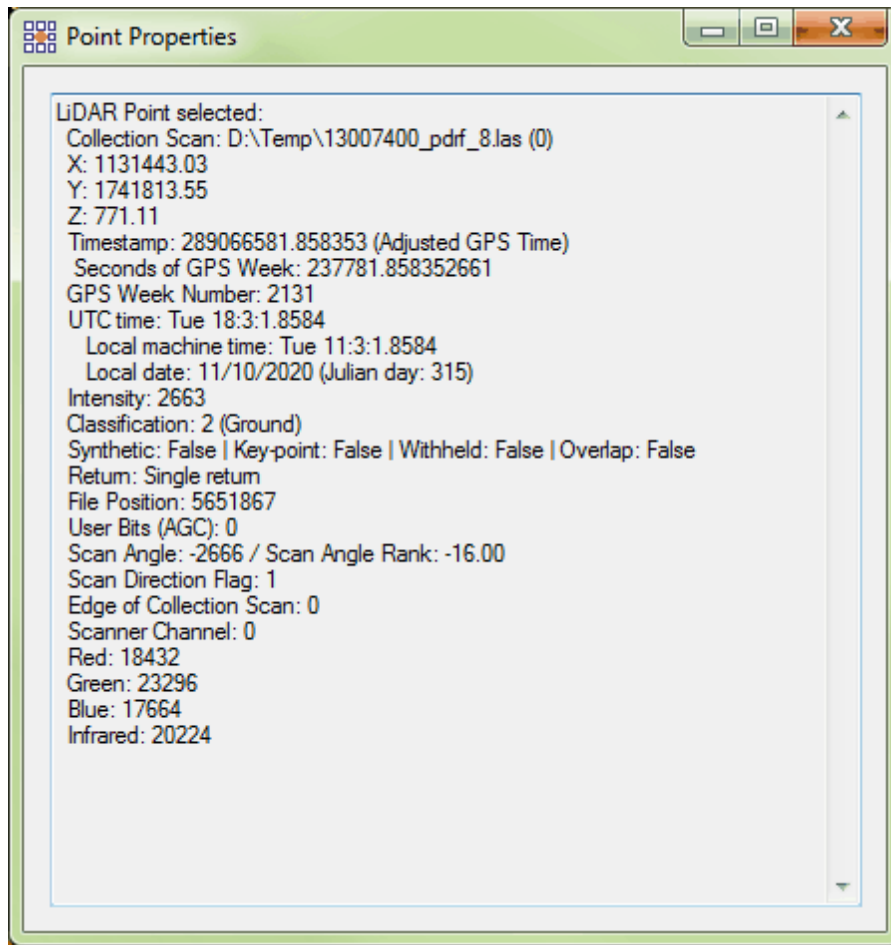 Point Properties
LiDAR Point selected:
Collection Scan: D:\Temp\13007400_pdrf_8.las (0)
X: 1131443.03
Y: 1741813.55
Z: 771.11
Timestamp: 289066581.858353 (Adjusted GPS Time)
Seconds of GPS Week: 237781.858352661
GPS Week Number: 2131
UTC time: Tue 18:3:1.8584
Local machine time: Tue 11:3:1.8584
Local date: 11/10/2020 (Julian day: 315)
Intensity: 2663
Classification: 2 (Ground)
Synthetic: False | Key-point: False | Withheld: False | Overlap: False
Return: Single return
File Position: 5651867
User Bits (AGC): 0
Scan Angle: -2666 / Scan Angle Rank: -16.00
Scan Direction Flag: 1
Edge of Collection Scan: 0
Scanner Channel: 0
Red: 18432
Green: 23296
Blue: 17664
Infrared: 20224